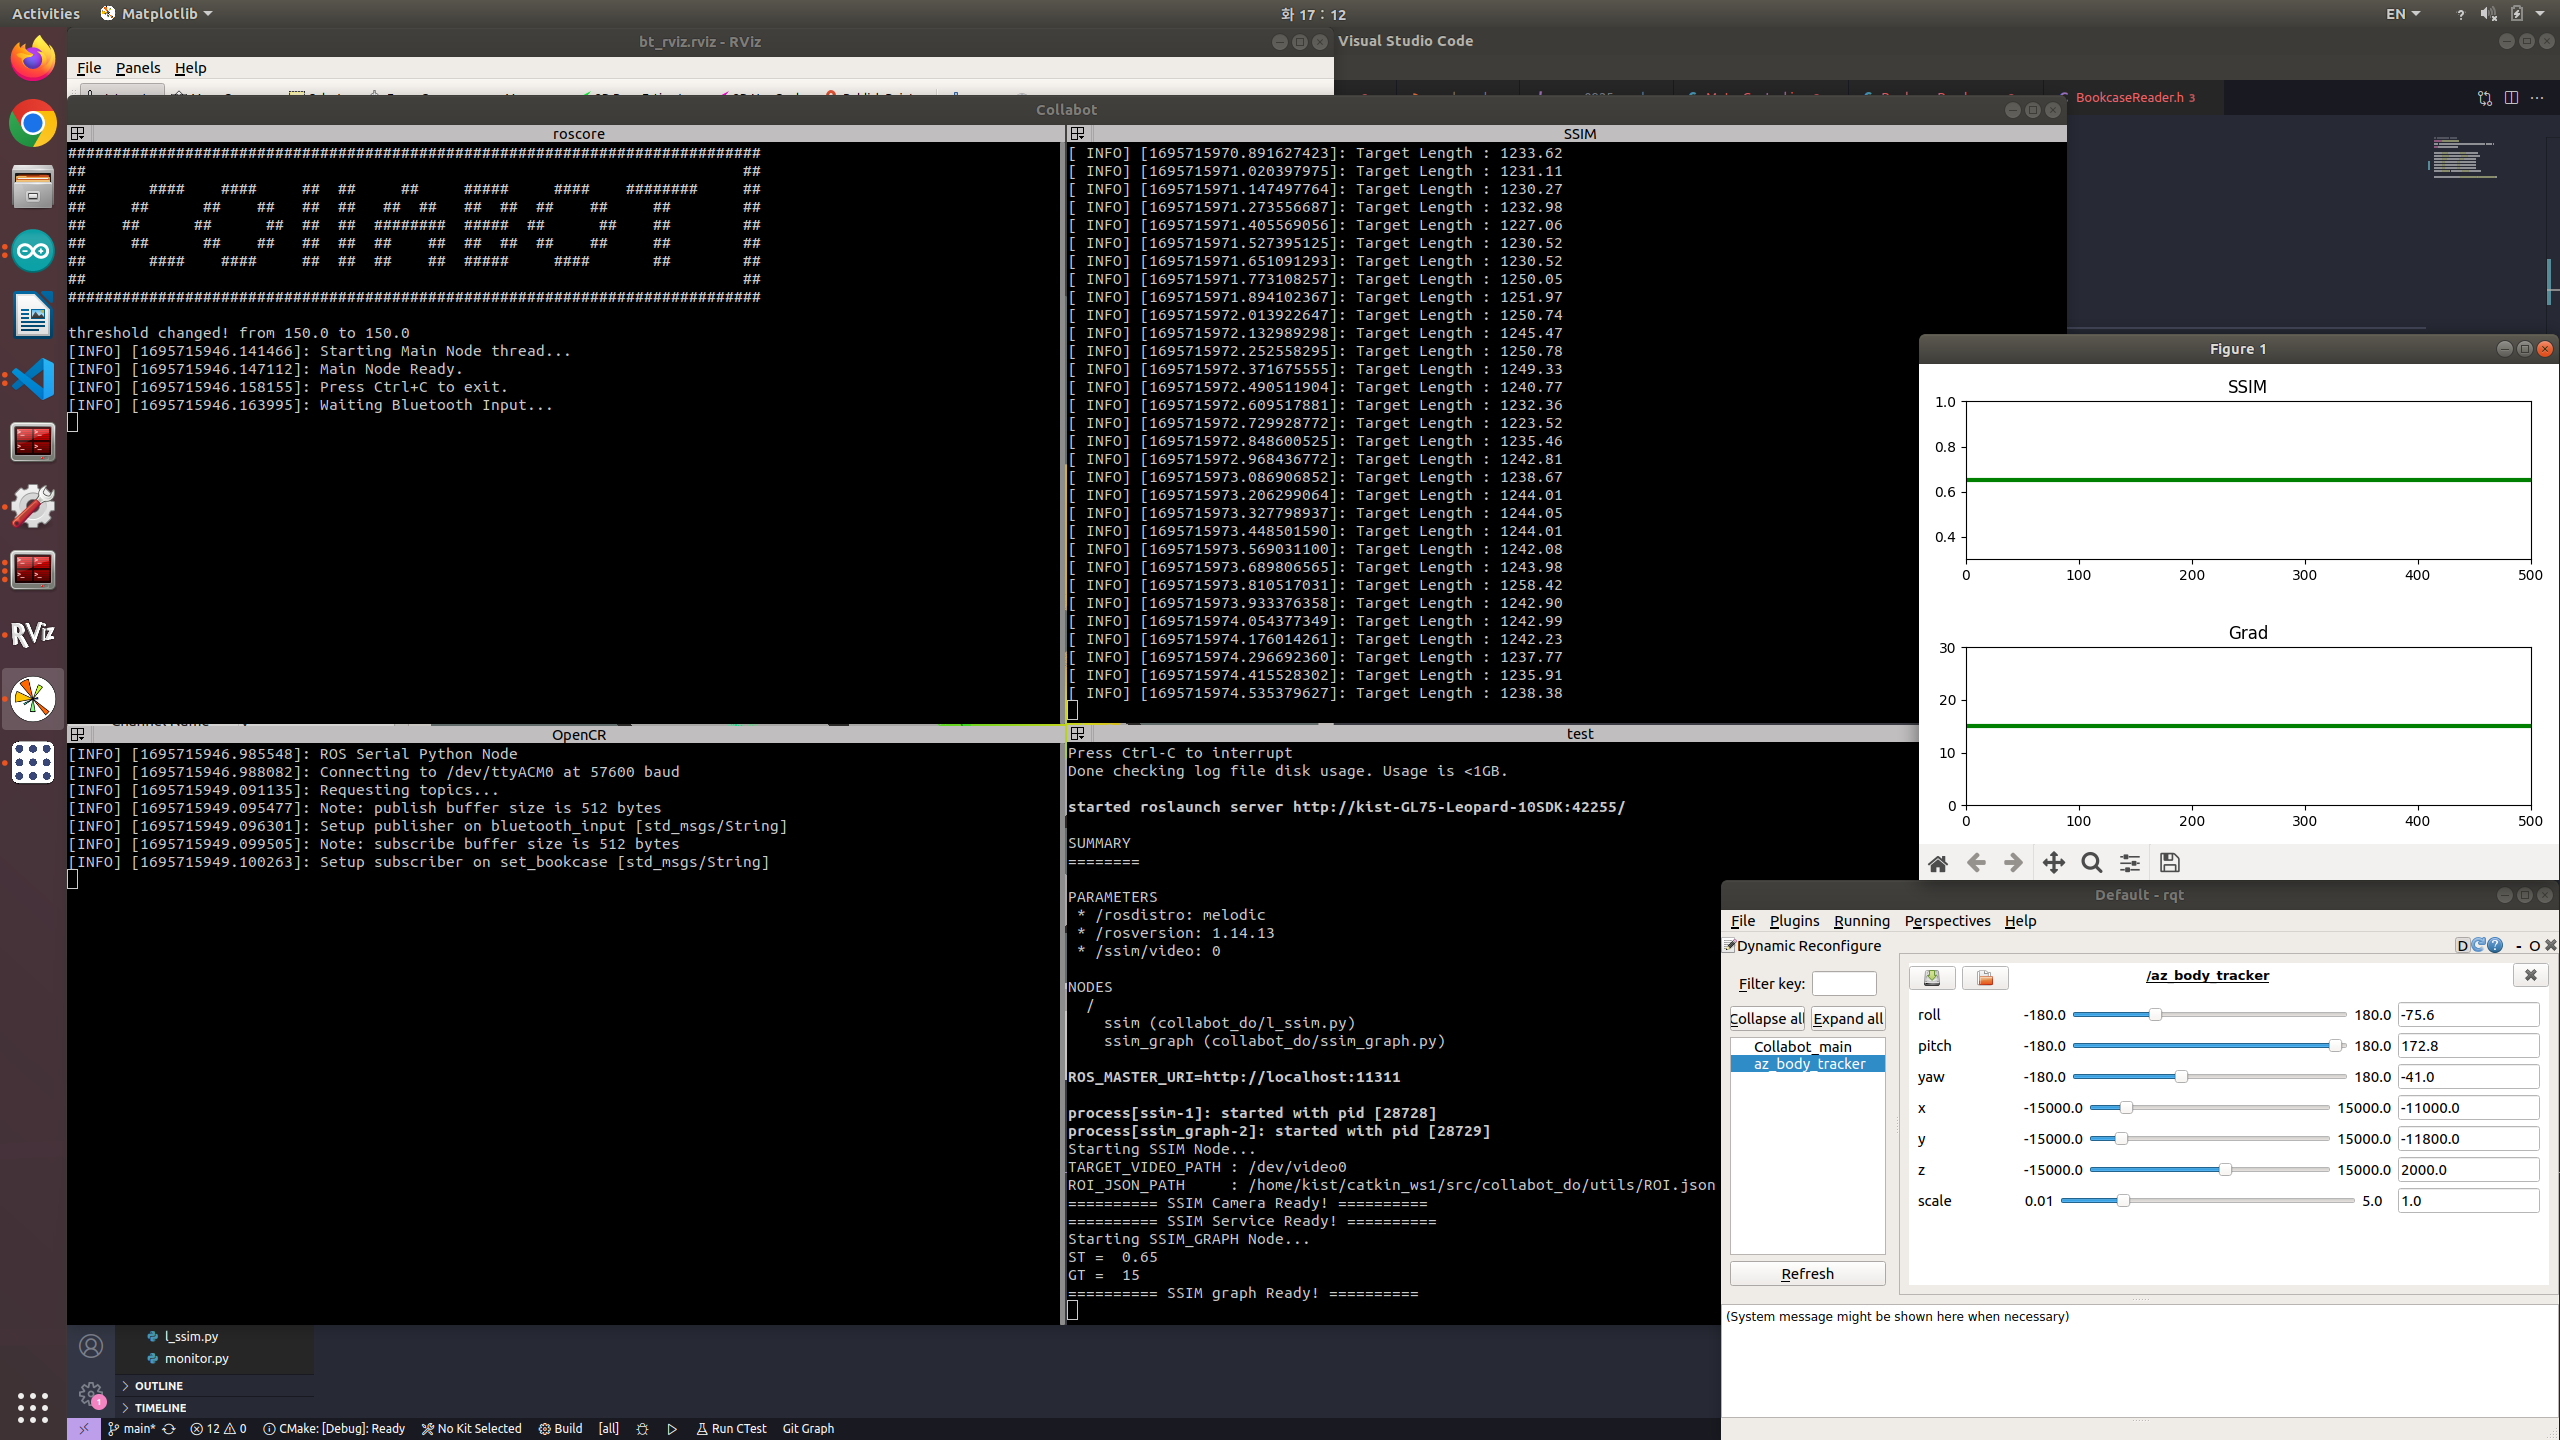 Activities
Matplotlib
화 17 : 12
EN
bt_rviz.rviz - RViz
Visual Studio Code
File Panels Help
BookcaseReader.h 3
Collabot
roscore
threshold changed! from 150.0 to 150.0
[INFO] [1695715946.141466]: Starting Main Node thread...
[INFO] [1695715946.147112]: Main Node Ready.
[INFO] [1695715946.158155]: Press Ctrl+C to exit.
[INFO] [1695715946.163995]: Waiting Bluetooth Input...
SSIM
[ INFO] [1695715970.891627423]: Target Length : 1233.62
[ INFO] [1695715971.020397975]: Target Length : 1231.11
[ INFO] [1695715971.147497764]: Target Length : 1230.27
[ INFO] [1695715971.273556687]: Target Length : 1232.98
[ INFO] [1695715971.405569056]: Target Length : 1227.06
[ INFO] [1695715971.527395125]: Target Length : 1230.52
[ INFO] [1695715971.651091293]: Target Length : 1230.52
[ INFO] [1695715971.773108257]: Target Length : 1250.05
[ INFO] [1695715971.894102367]: Target Length : 1251.97
[ INFO] [1695715972.013922647]: Target Length : 1250.74
[ INFO] [1695715972.132989298]: Target Length : 1245.47
[ INFO] [1695715972.252558295]: Target Length : 1250.78
[ INFO] [1695715972.371675555]: Target Length : 1249.33
[ INFO] [1695715972.490511904]: Target Length : 1240.77
[ INFO] [1695715972.609517881]: Target Length : 1232.36
[ INFO] [1695715972.729928772]: Target Length : 1223.52
[ INFO] [1695715972.848600525]: Target Length : 1235.46
[ INFO] [1695715972.968436772]: Target Length : 1242.81
[ INFO] [1695715973.086906852]: Target Length : 1238.67
[ INFO] [1695715973.206299064]: Target Length : 1244.01
[ INFO] [1695715973.327798937]: Target Length : 1244.05
[ INFO] [1695715973.448501590]: Target Length : 1244.01
[ INFO] [1695715973.569031100]: Target Length : 1242.08
[ INFO] [1695715973.689806565]: Target Length : 1243.98
[ INFO] [1695715973.810517031]: Target Length : 1258.42
[ INFO] [1695715973.933376358]: Target Length : 1242.90
[ INFO] [1695715974.054377349]: Target Length : 1242.99
[ INFO] [1695715974.176014261]: Target Length : 1242.23
[ INFO] [1695715974.296692360]: Target Length : 1237.77
[ INFO] [1695715974.415528302]: Target Length : 1235.91
[ INFO] [1695715974.535379627]: Target Length : 1238.38
Figure 1
SSIM
1.0
0.8
0.6
0.4
0 100 200 300 400 500
Grad
30
20
10
0
0 100 200 300 400 500
RViz
OpenCR
[INFO] [1695715946.985548]: ROS Serial Python Node
[INFO] [1695715946.988082]: Connecting to /dev/ttyACM0 at 57600 baud
[INFO] [1695715949.091135]: Requesting topics...
[INFO] [1695715949.095477]: Note: publish buffer size is 512 bytes
[INFO] [1695715949.096301]: Setup publisher on bluetooth_input [std_msgs/String]
[INFO] [1695715949.099505]: Note: subscribe buffer size is 512 bytes
[INFO] [1695715949.100263]: Setup subscriber on set_bookcase [std_msgs/String]
test
Press Ctrl-C to interrupt
Done checking log file disk usage. Usage is <1GB.
started roslaunch server http://kist-GL75-Leopard-10SDK:42255/
SUMMARY
========
PARAMETERS
* /rosdistro: melodic
* /rosversion: 1.14.13
* /ssim/video: 0
NODES
/
ssim (collabot_do/l_ssim.py)
ssim_graph (collabot_do/ssim_graph.py)
ROS_MASTER_URI=http://localhost:11311
process[ssim-1]: started with pid [28728]
process[ssim_graph-2]: started with pid [28729]
Starting SSIM Node...
TARGET_VIDEO_PATH : /dev/video0
ROI_JSON_PATH : /home/kist/catkin_ws1/src/collabot_do/utils/ROI.json
========== SSIM Camera Ready! ==========
========== SSIM Service Ready! ==========
Starting SSIM_GRAPH Node...
ST = 0.65
GT = 15
========== SSIM graph Ready! ==========
Default - rqt
File Plugins Running Perspectives Help
Dynamic Reconfigure
D
- O
Filter key:
Collapse all Expand all
Collabot_main
az_body_tracker
Refresh
/az_body_tracker
roll -180.0 180.0 -75.6
pitch -180.0 180.0 172.8
yaw -180.0 180.0 -41.0
x -15000.0 15000.0 -11000.0
y -15000.0 15000.0 -11800.0
z -15000.0 15000.0 2000.0
scale 0.01 5.0 1.0
(System message might be shown here when necessary)
l_ssim.py
monitor.py
OUTLINE
TIMELINE
1
main* 12 0 CMake: [Debug]: Ready No Kit Selected Build [all] Run CTest Git Graph